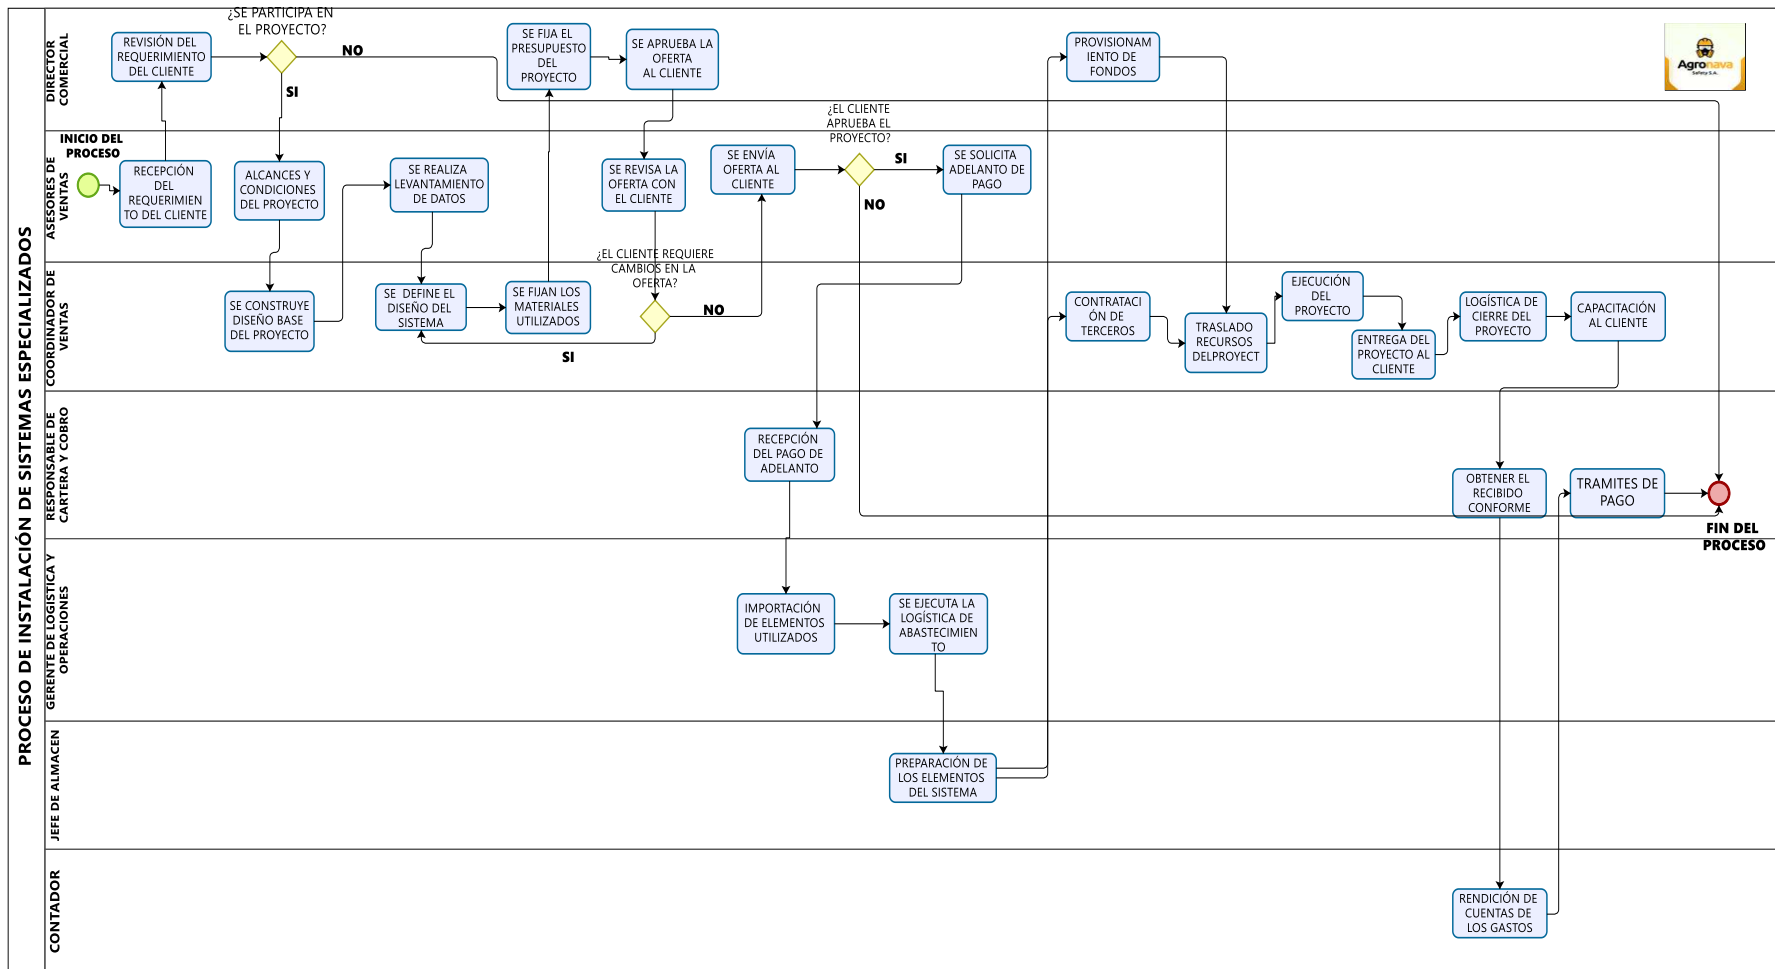 PROCESO DE INSTALACIÓN DE SISTEMAS ESPECIALIZADOS
DIRECTOR
COMERCIAL
¿SE PARTICIPA EN
EL PROYECTO?
REVISIÓN DEL
REQUERIMIENTO
DEL CLIENTE
NO
SI
SE FIJA EL
PRESUPUESTO
DEL
PROYECTO
SE APRUEBA LA
OFERTA
AL CLIENTE
PROVISIONAM
IENTO DE
FONDOS
Agronava
Safety S.A.
ASESORES DE
VENTAS
INICIO DEL
PROCESO
RECEPCIÓN
DEL
REQUERIMIEN
TO DEL CLIENTE
ALCANCES Y
CONDICIONES
DEL PROYECTO
SE REALIZA
LEVANTAMIENTO
DE DATOS
SE REVISA LA
OFERTA CON
EL CLIENTE
SE ENVÍA
OFERTA AL
CLIENTE
¿EL CLIENTE
APRUEBA EL
PROYECTO?
SI
NO
SE SOLICITA
ADELANTO DE
PAGO
COORDINADOR DE
VENTAS
SE CONSTRUYE
DISEÑO BASE
DEL PROYECTO
SE DEFINE EL
DISEÑO DEL
SISTEMA
SE FIJAN LOS
MATERIALES
UTILIZADOS
¿EL CLIENTE REQUIERE
CAMBIOS EN LA
OFERTA?
NO
SI
CONTRATACI
ÓN DE
TERCEROS
TRASLADO
RECURSOS
DELPROYECT
EJECUCIÓN
DEL
PROYECTO
ENTREGA DEL
PROYECTO AL
CLIENTE
LOGÍSTICA DE
CIERRE DEL
PROYECTO
CAPACITACIÓN
AL CLIENTE
RESPONSABLE DE
CARTERA Y COBRO
RECEPCIÓN
DEL PAGO DE
ADELANTO
OBTENER EL
RECIBIDO
CONFORME
TRAMITES DE
PAGO
FIN DEL
PROCESO
GERENTE DE LOGISTICA Y
OPERACIONES
IMPORTACIÓN
DE ELEMENTOS
UTILIZADOS
SE EJECUTA LA
LOGÍSTICA DE
ABASTECIMIEN
TO
JEFE DE ALMACEN
PREPARACIÓN DE
LOS ELEMENTOS
DEL SISTEMA
CONTADOR
RENDICIÓN DE
CUENTAS DE
LOS GASTOS